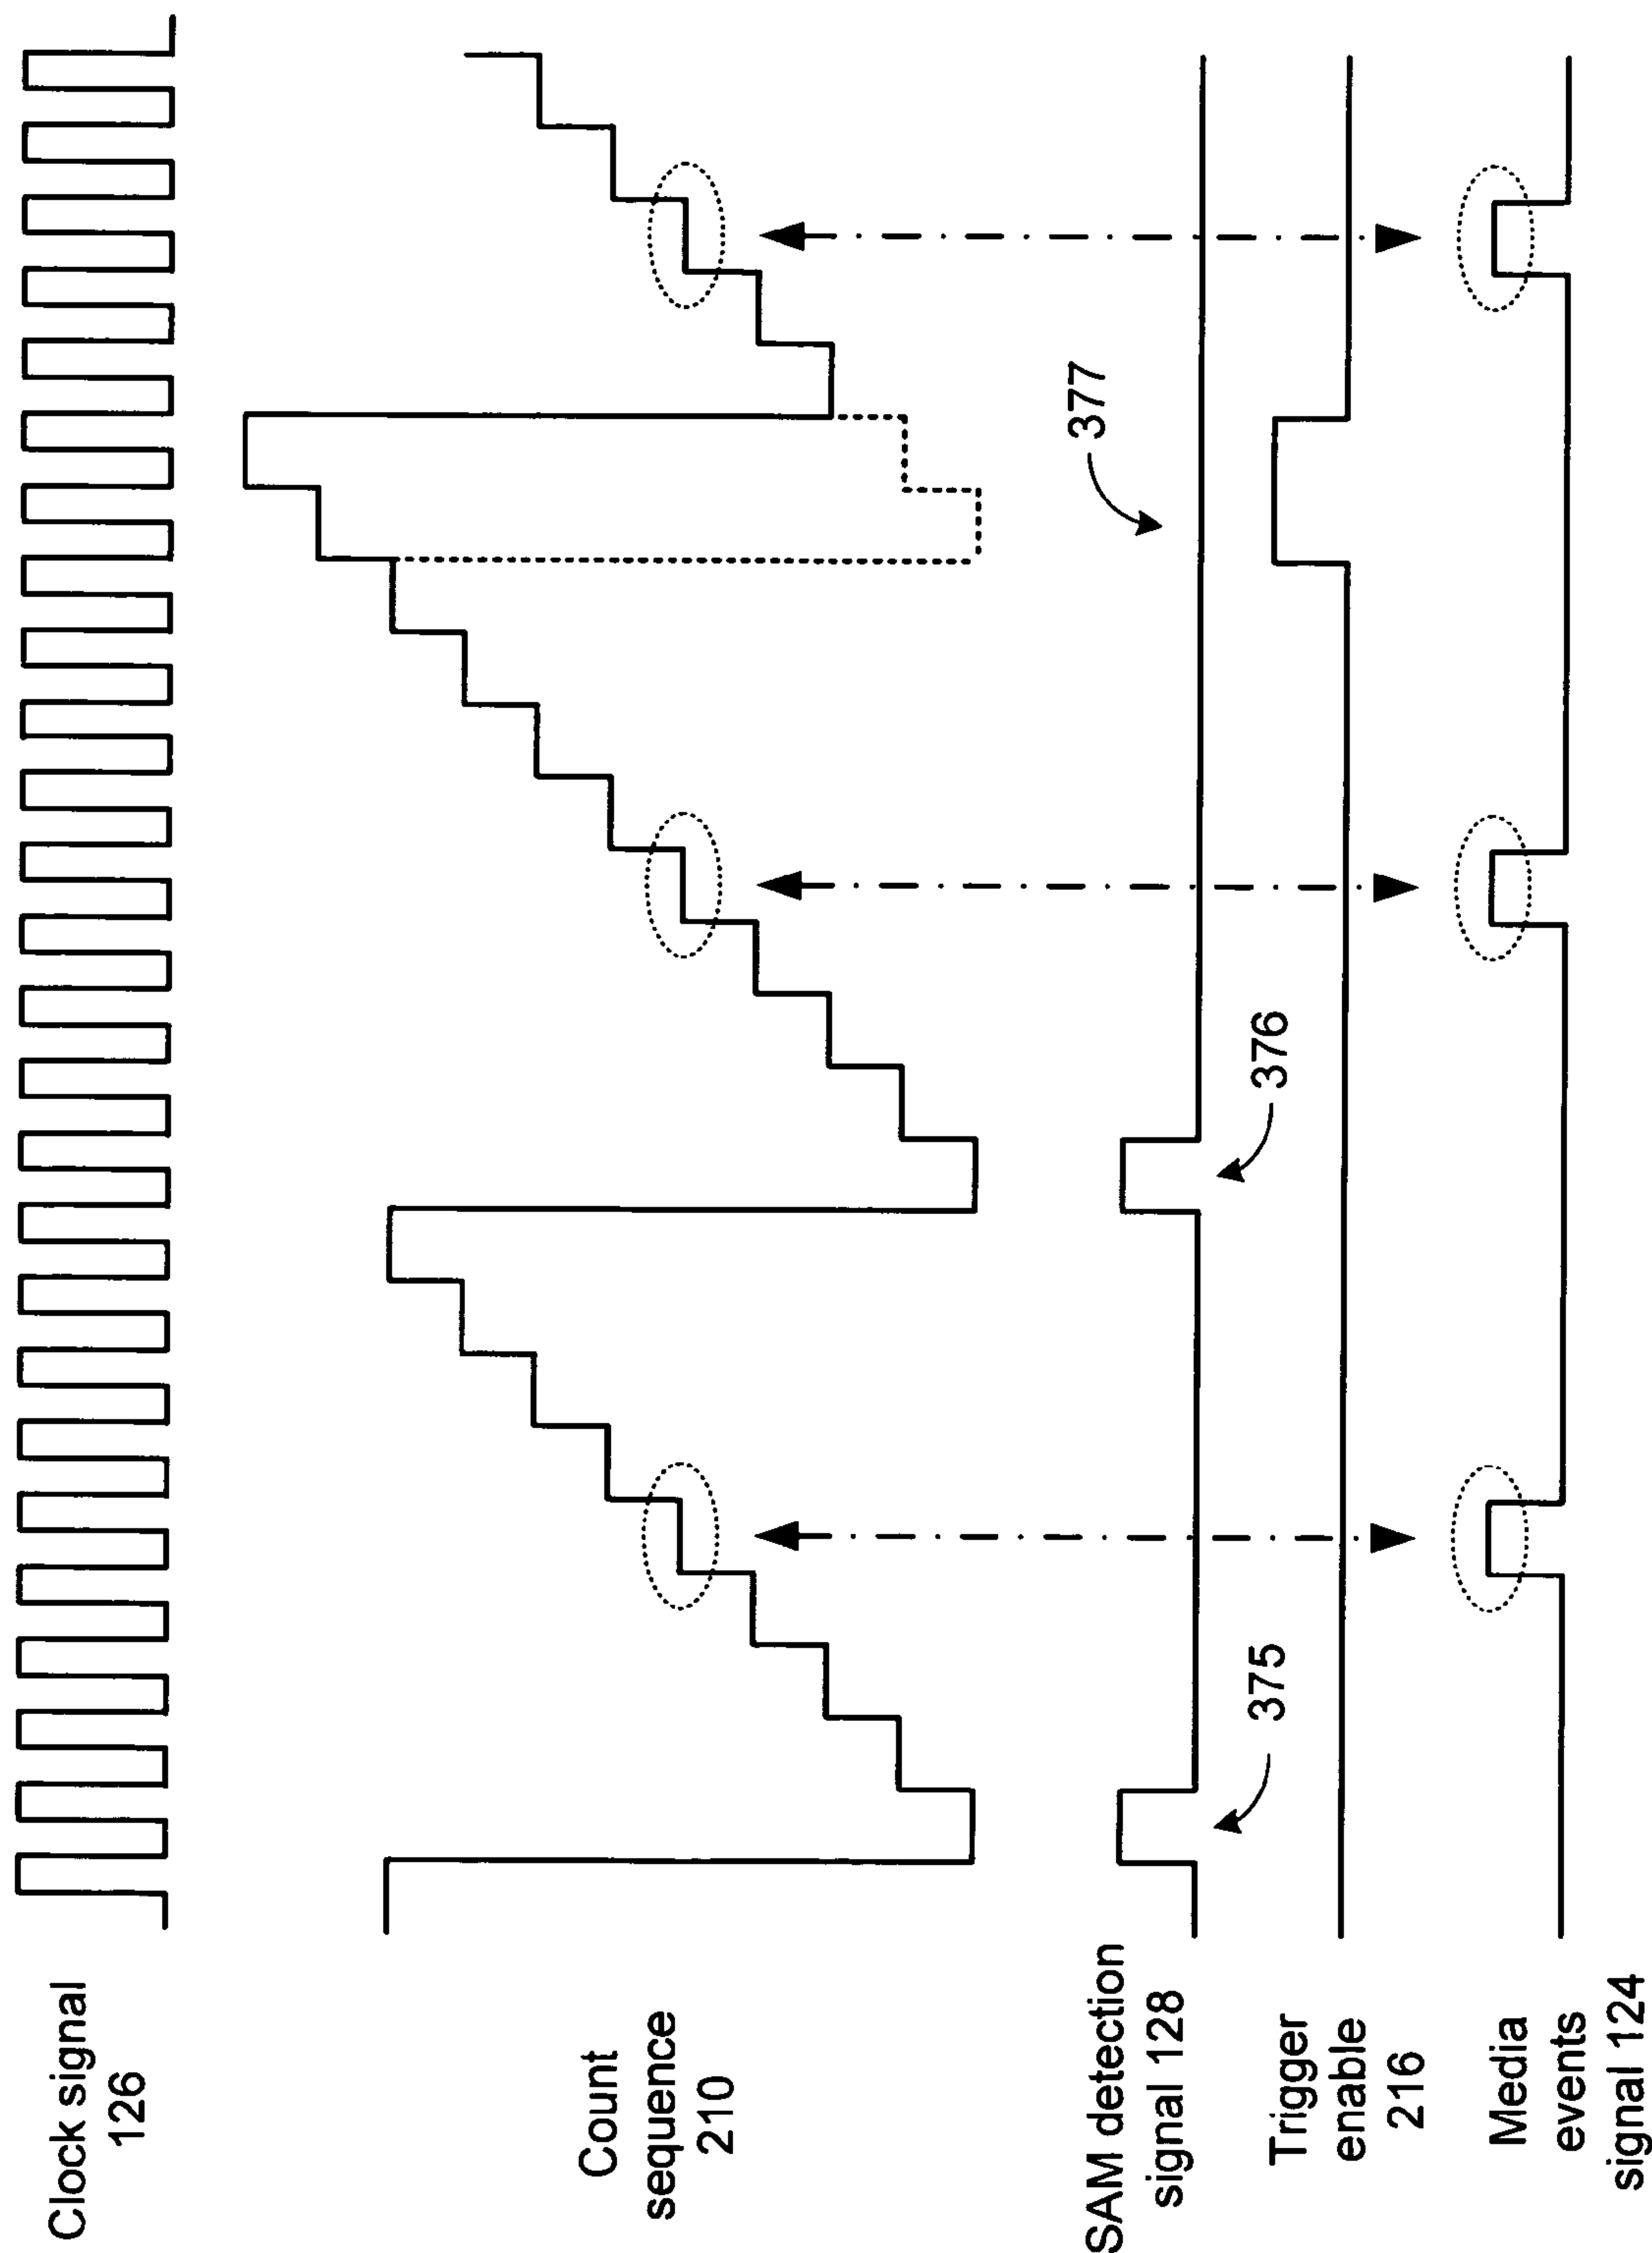 Clock signal
126
Count
sequence
210
SAM detection
signal 128
Trigger
enable
216
Media
events
signal 124
375
376
377